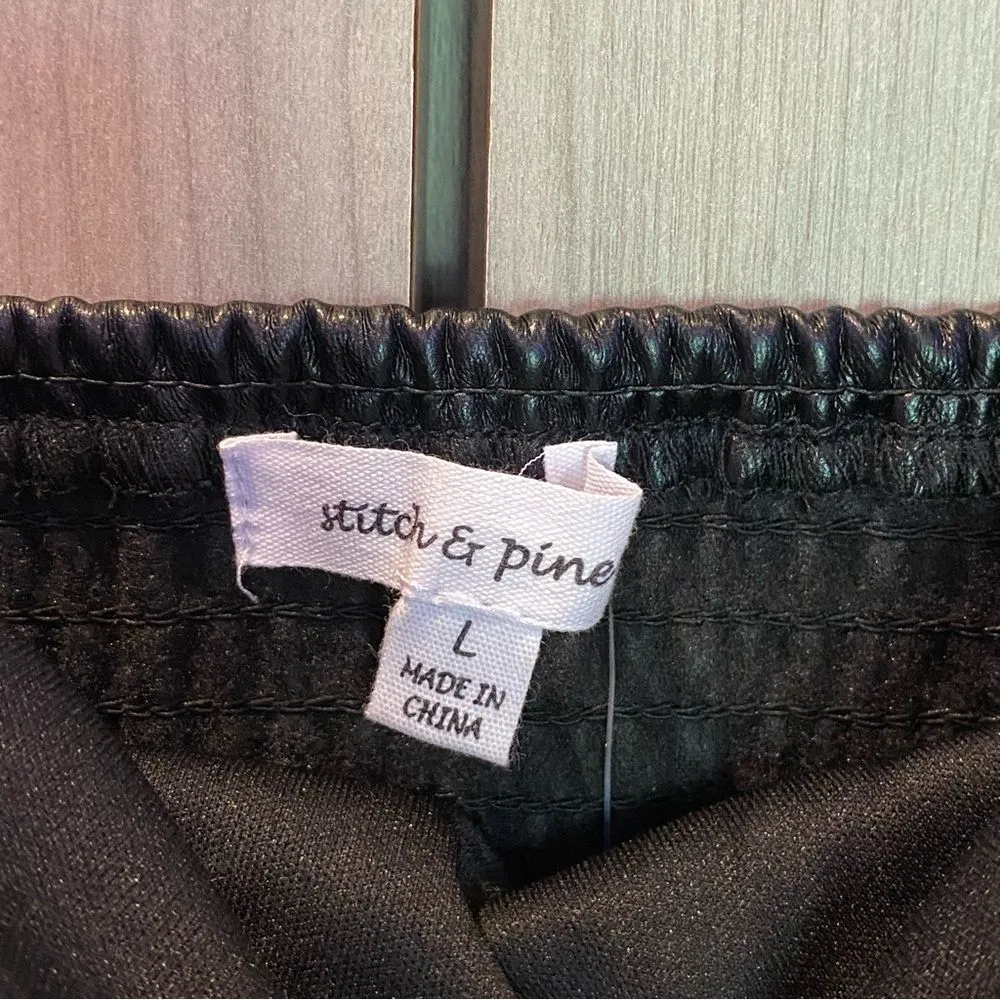 stitch & pine
L
MADE IN
CHINA